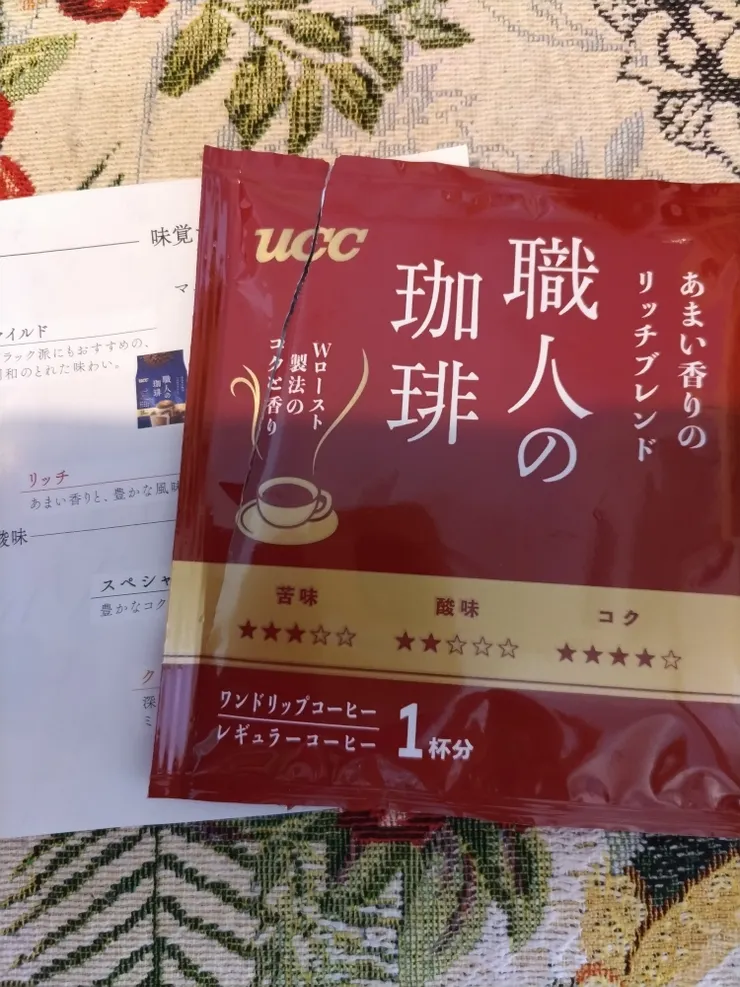 味覚
マ
イルド
ラック派にもおすすめの、
和のとれた味わい。
職人の
珈琲
リッチ
あまい香りと、豊かな風味
酸味
スペシャ
豊かなコク
ク
深
ミ
ucc
あまい香りの
リッチブレンド
職人の
珈琲
Wロースト
製法の
コクと香り
苦味
★★★☆☆
酸味
★★☆☆☆
コク
★★★★☆
ワンドリップコーヒー
レギュラーコーヒー
1杯分